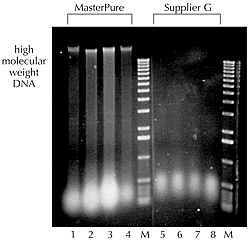 MasterPure Supplier G
high
molecular
weight
DNA
1 2 3 4 M 5 6 7 8 M